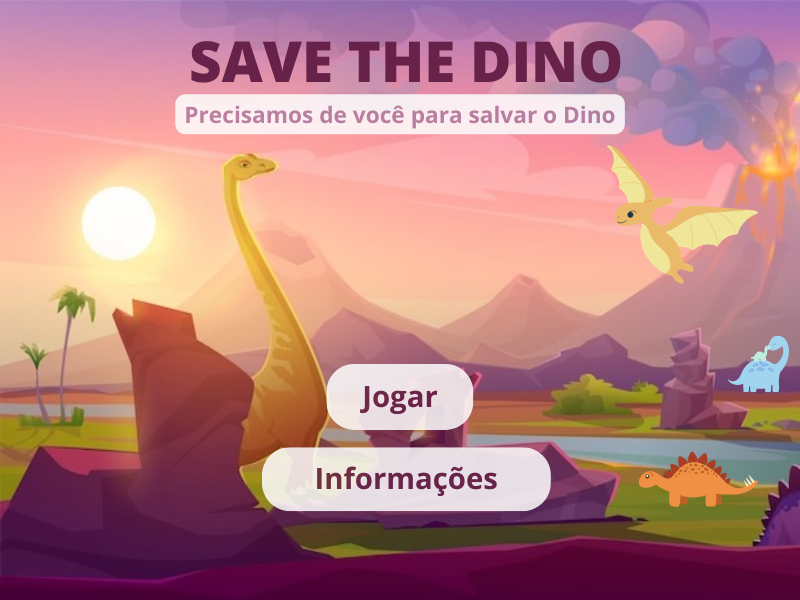 SAVE THE DINO
Precisamos de você para salvar o Dino
Jogar
Informações